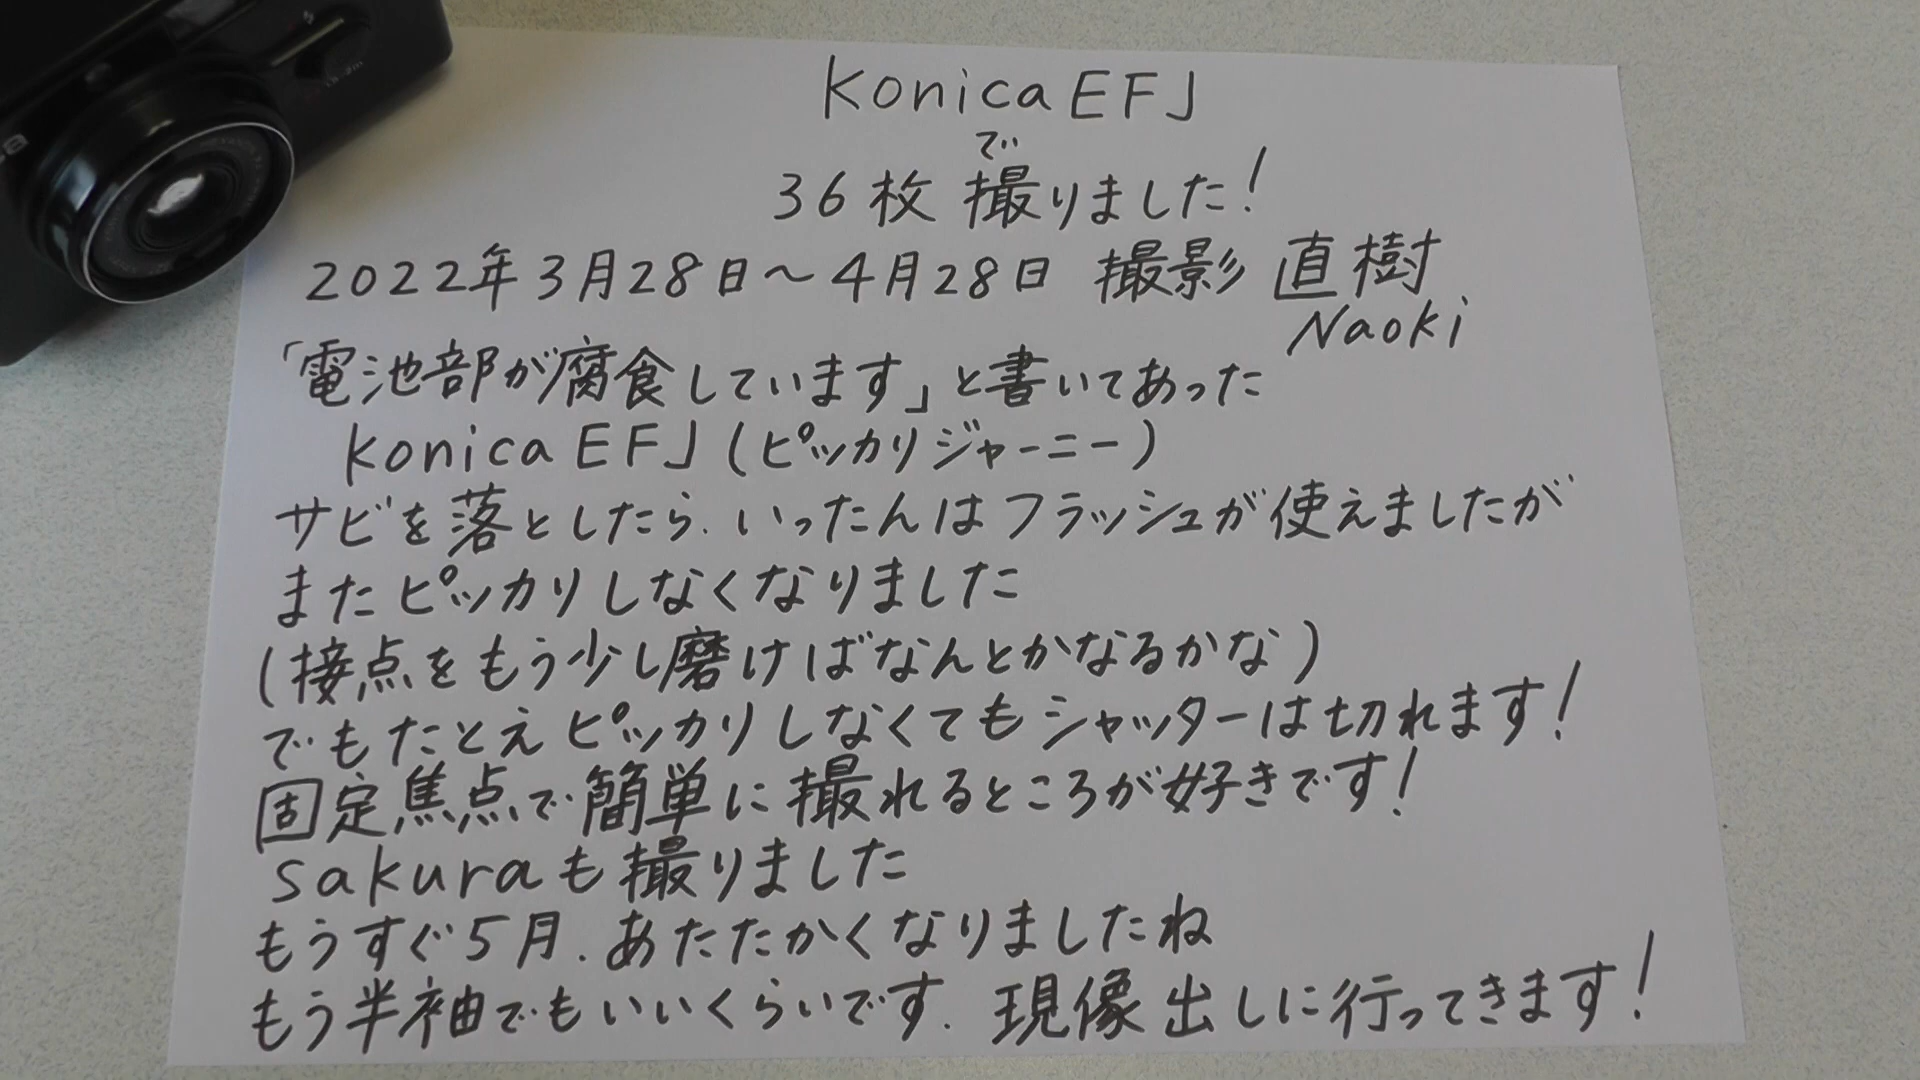 Konica EFJ
で
36枚 撮りました!
2022年3月28日～4月28日 撮影 直樹
Naoki
「電池部が腐食しています」と書いてあった
Konica EFJ (ピッカリジャーニー)
サビを落としたら.いったんはフラッシュが使えましたが
またピッカリしなくなりました
(接点をもう少し磨けばなんとかなるかな)
でもたとえピッカリしなくてもシャッターは切れます!
固定焦点で簡単に撮れるところが好きです!
sakuraも撮りました
もうすぐ5月.あたたかくなりましたね
もう半袖でもいいくらいです.現像出しに行ってきます!